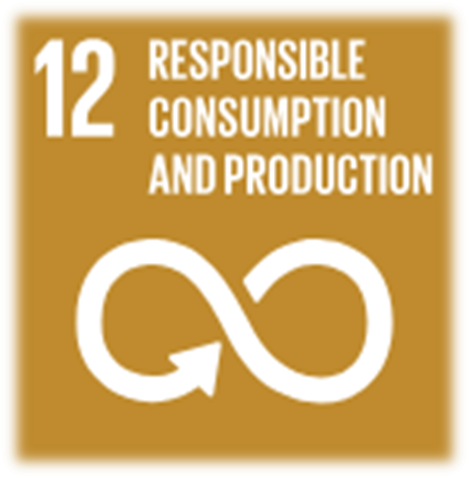 12 RESPONSIBLE
CONSUMPTION
AND PRODUCTION